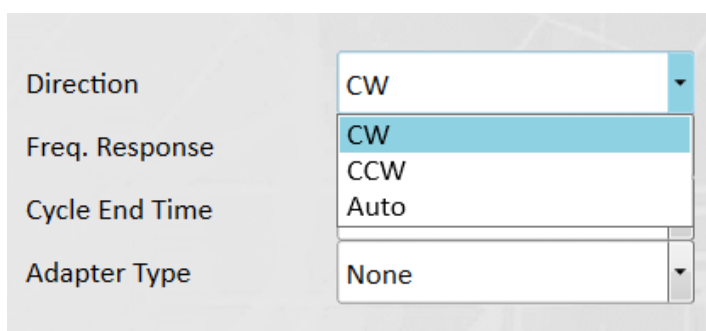 Direction CW
CW
Freq. Response
CCW
Cycle End Time Auto
Adapter Type None